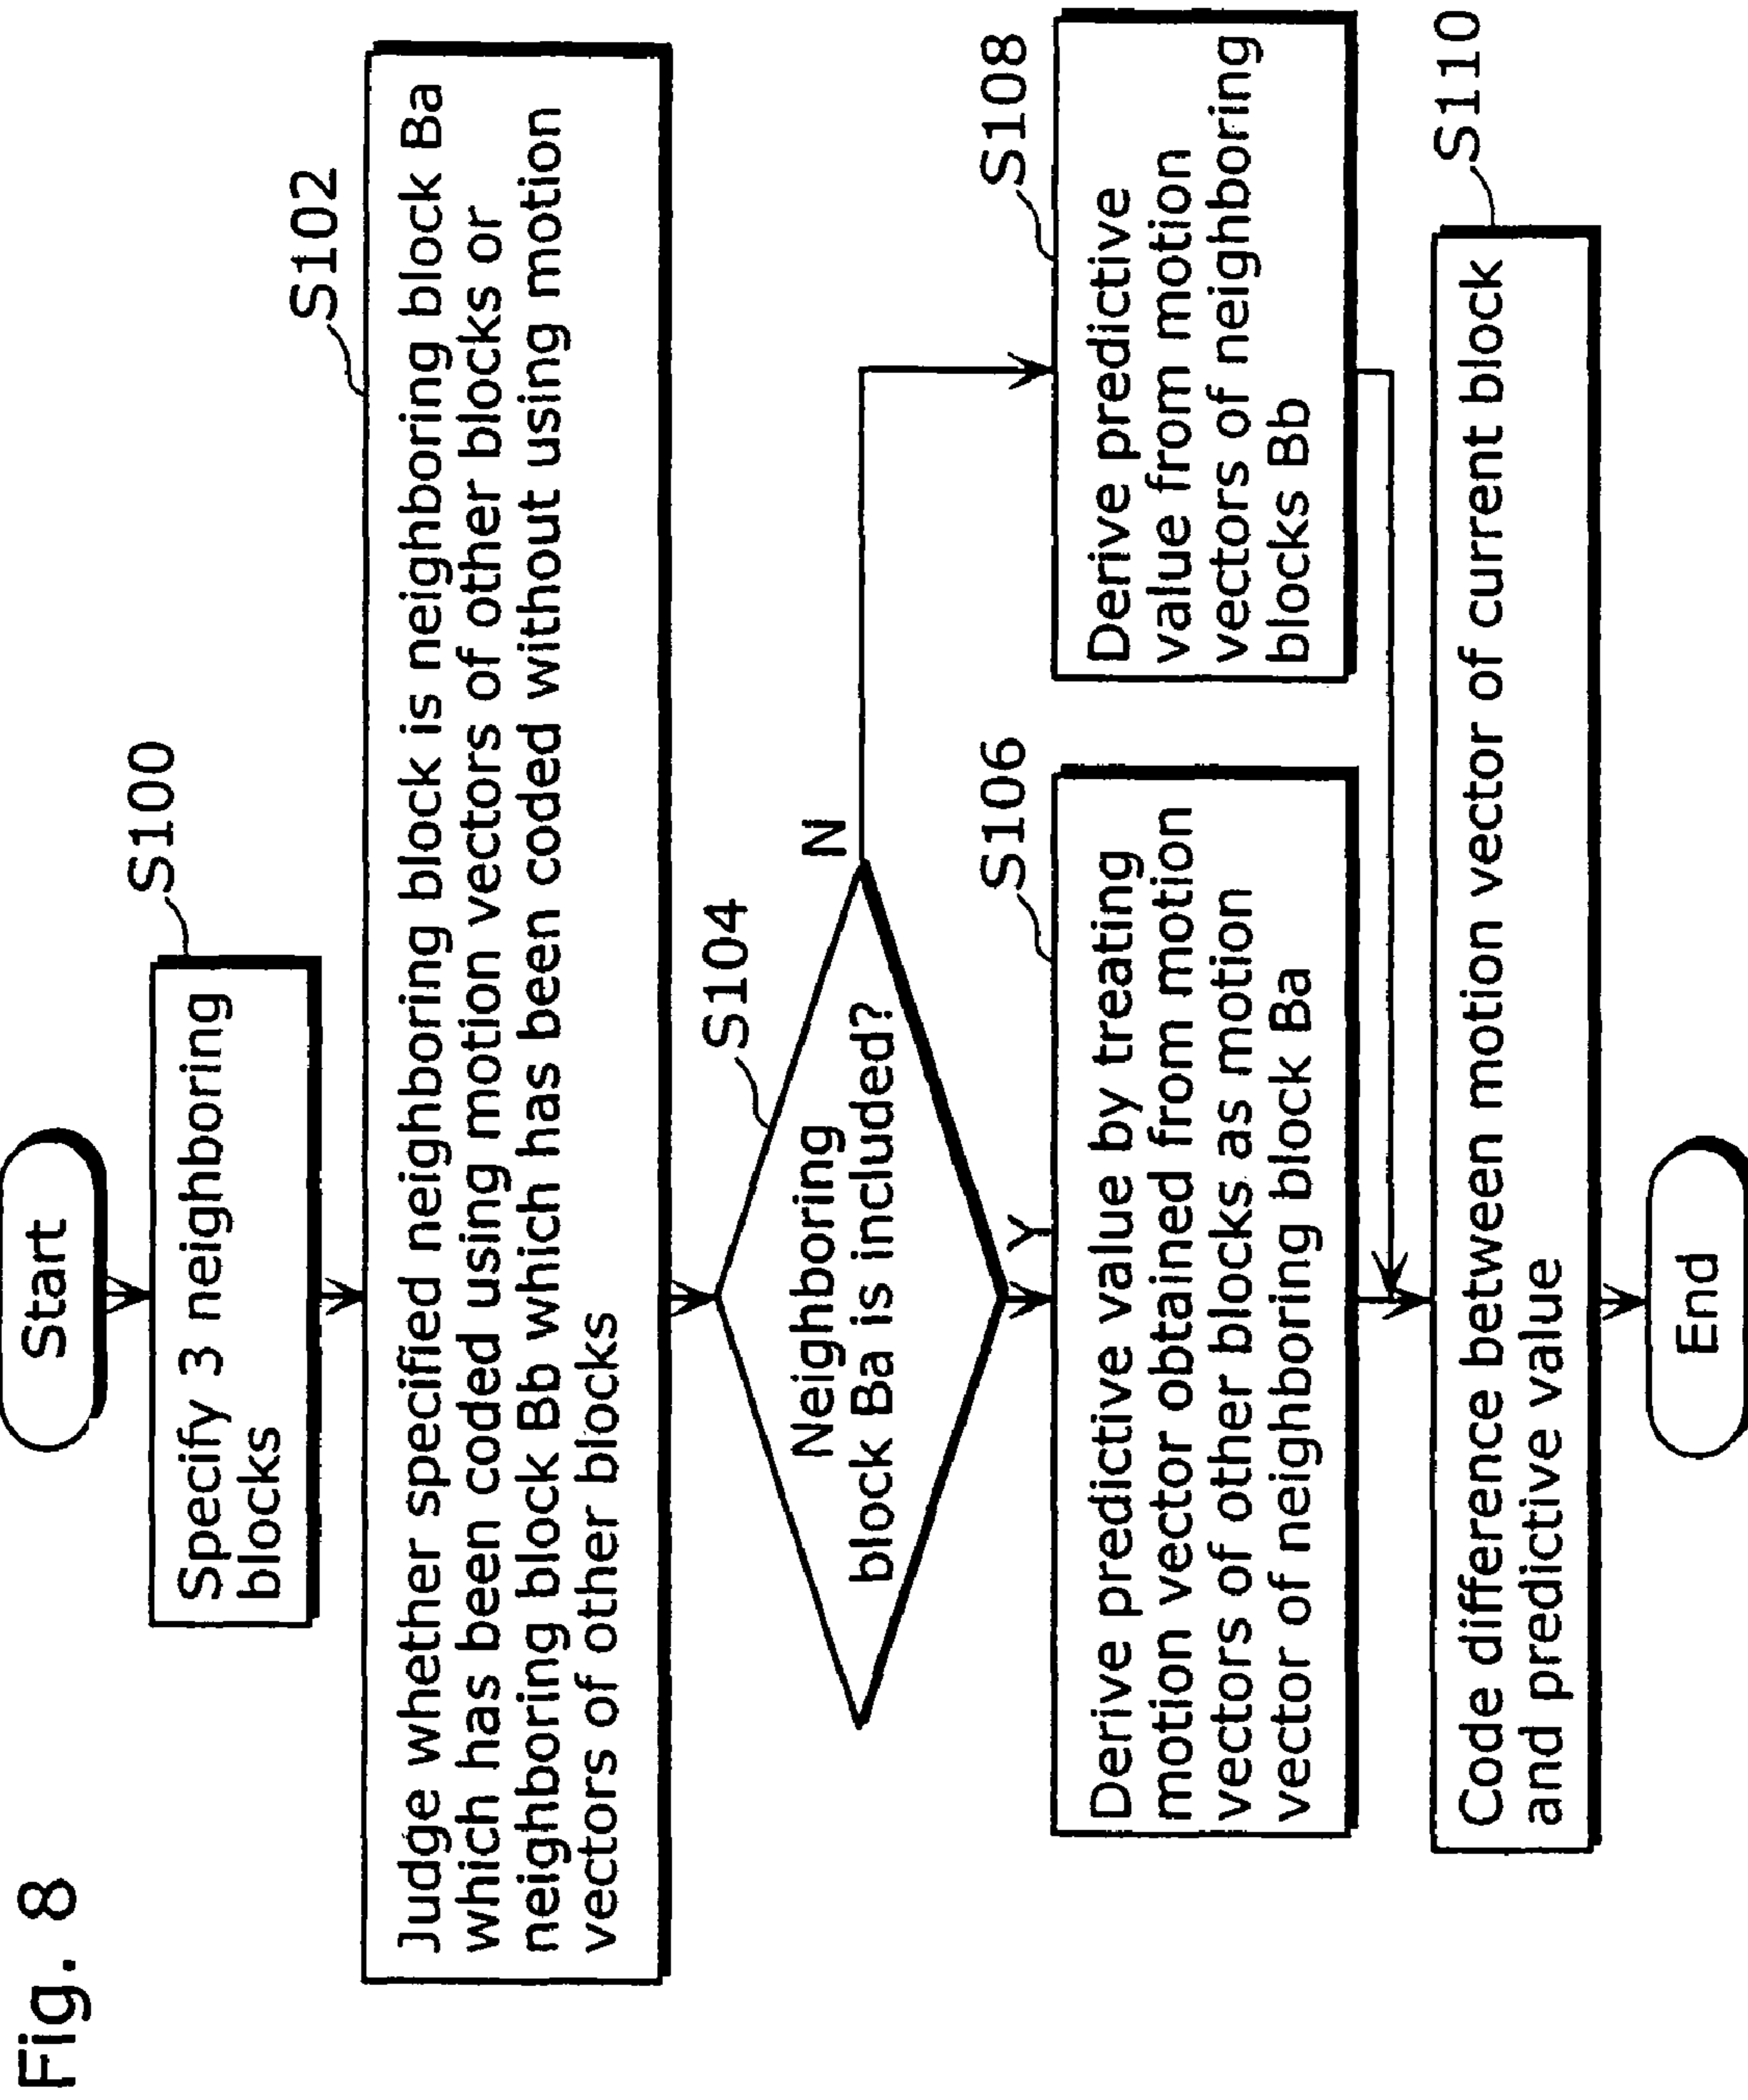 Fig. 8
Start
S100
Specify 3 neighboring
blocks
S102
Judge whether specified neighboring block is neighboring block Ba
which has been coded using motion vectors of other blocks or
neighboring block Bb which has been coded without using motion
vectors of other blocks
S104
Neighboring
block Ba is included?
N
Y
S106
Derive predictive value by treating
motion vector obtained from motion
vectors of other blocks as motion
vector of neighboring block Ba
S108
Derive predictive
value from motion
vectors of neighboring
blocks Bb
S110
Code difference between motion vector of current block
and predictive value
End